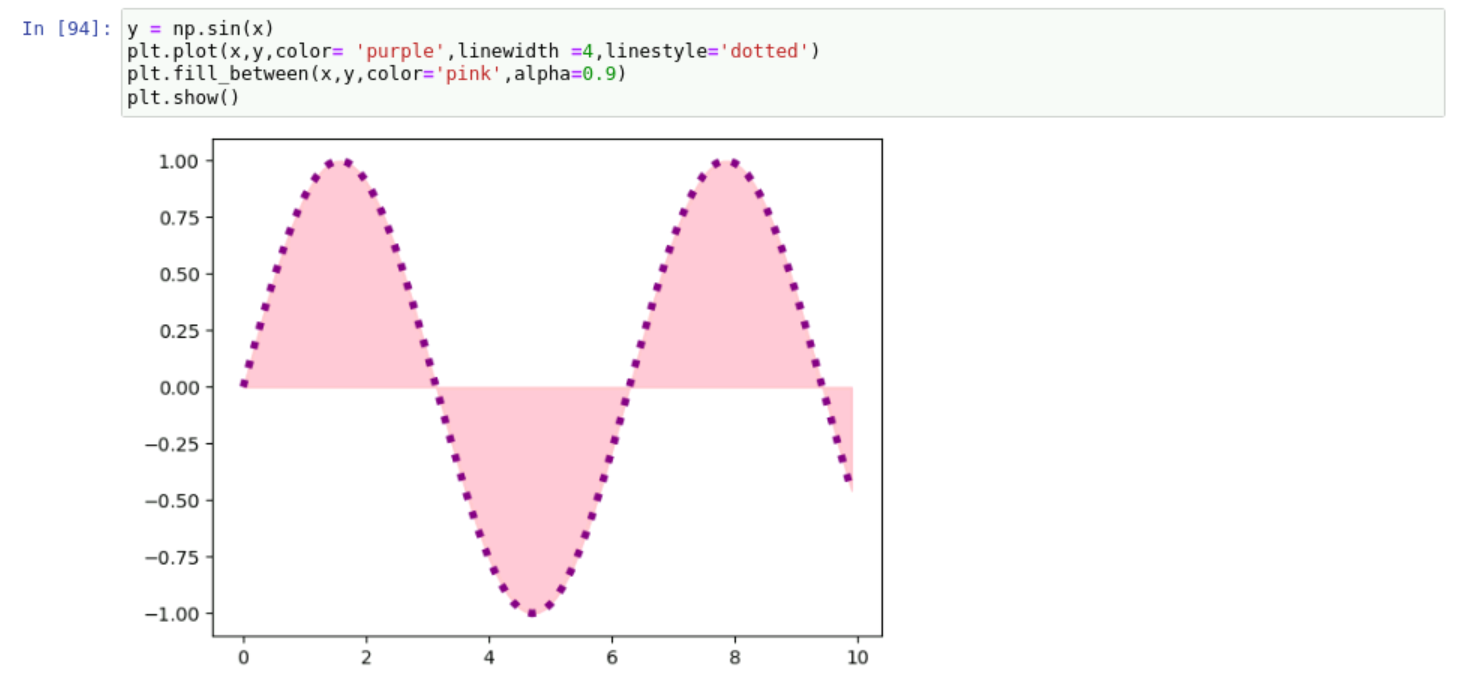 In [94]: y = np.sin(x)
plt.plot(x,y,color= 'purple',linewidth =4,linestyle='dotted')
plt.fill_between(x,y,color='pink',alpha=0.9)
plt.show()
1.00
0.75
0.50
0.25
0.00
−0.25
−0.50
−0.75
−1.00
0 2 4 6 8 10